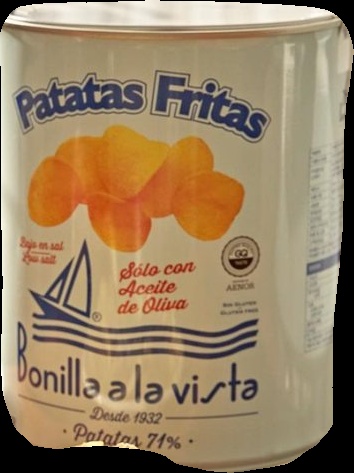 Patatas Fritas
Bajo en sal
Low salt
Sólo con
Aceite
de Oliva
AENOR
SIN GLUTEN
GLUTEN FREE
®
Bonilla a la vista
Desde 1932
· Patatas 71% ·